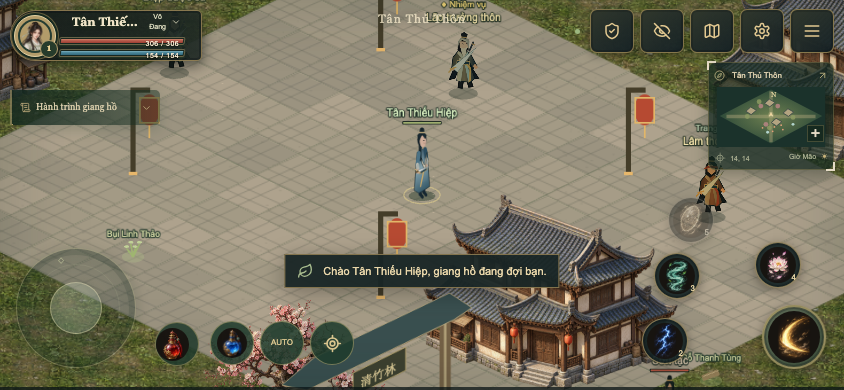 Tân Thiế...
Võ
Đang
1
306 / 306
154 / 154
Nhiệm vụ
Tân Thủ Thôn
Hành trình giang hồ
Tân Thiếu Hiệp
Tân Thủ Thôn
N
14, 14
Giờ Mão
Bụi Linh Thảo
5
Chào Tân Thiếu Hiệp, giang hồ đang đợi bạn.
3
4
AUTO
2
Thanh Tùng
清竹林